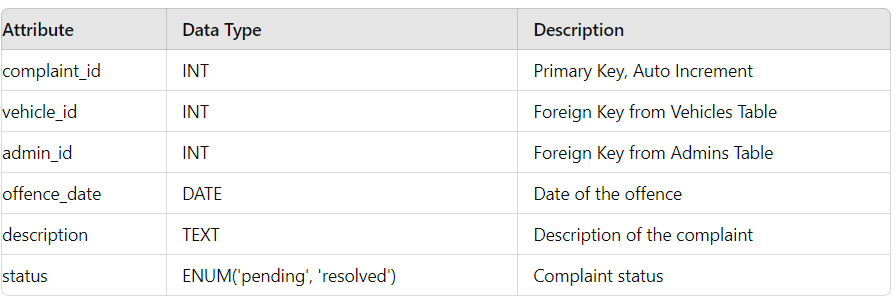 Attribute Data Type Description
complaint_id INT Primary Key, Auto Increment
vehicle_id INT Foreign Key from Vehicles Table
admin_id INT Foreign Key from Admins Table
offence_date DATE Date of the offence
description TEXT Description of the complaint
status ENUM('pending', 'resolved') Complaint status